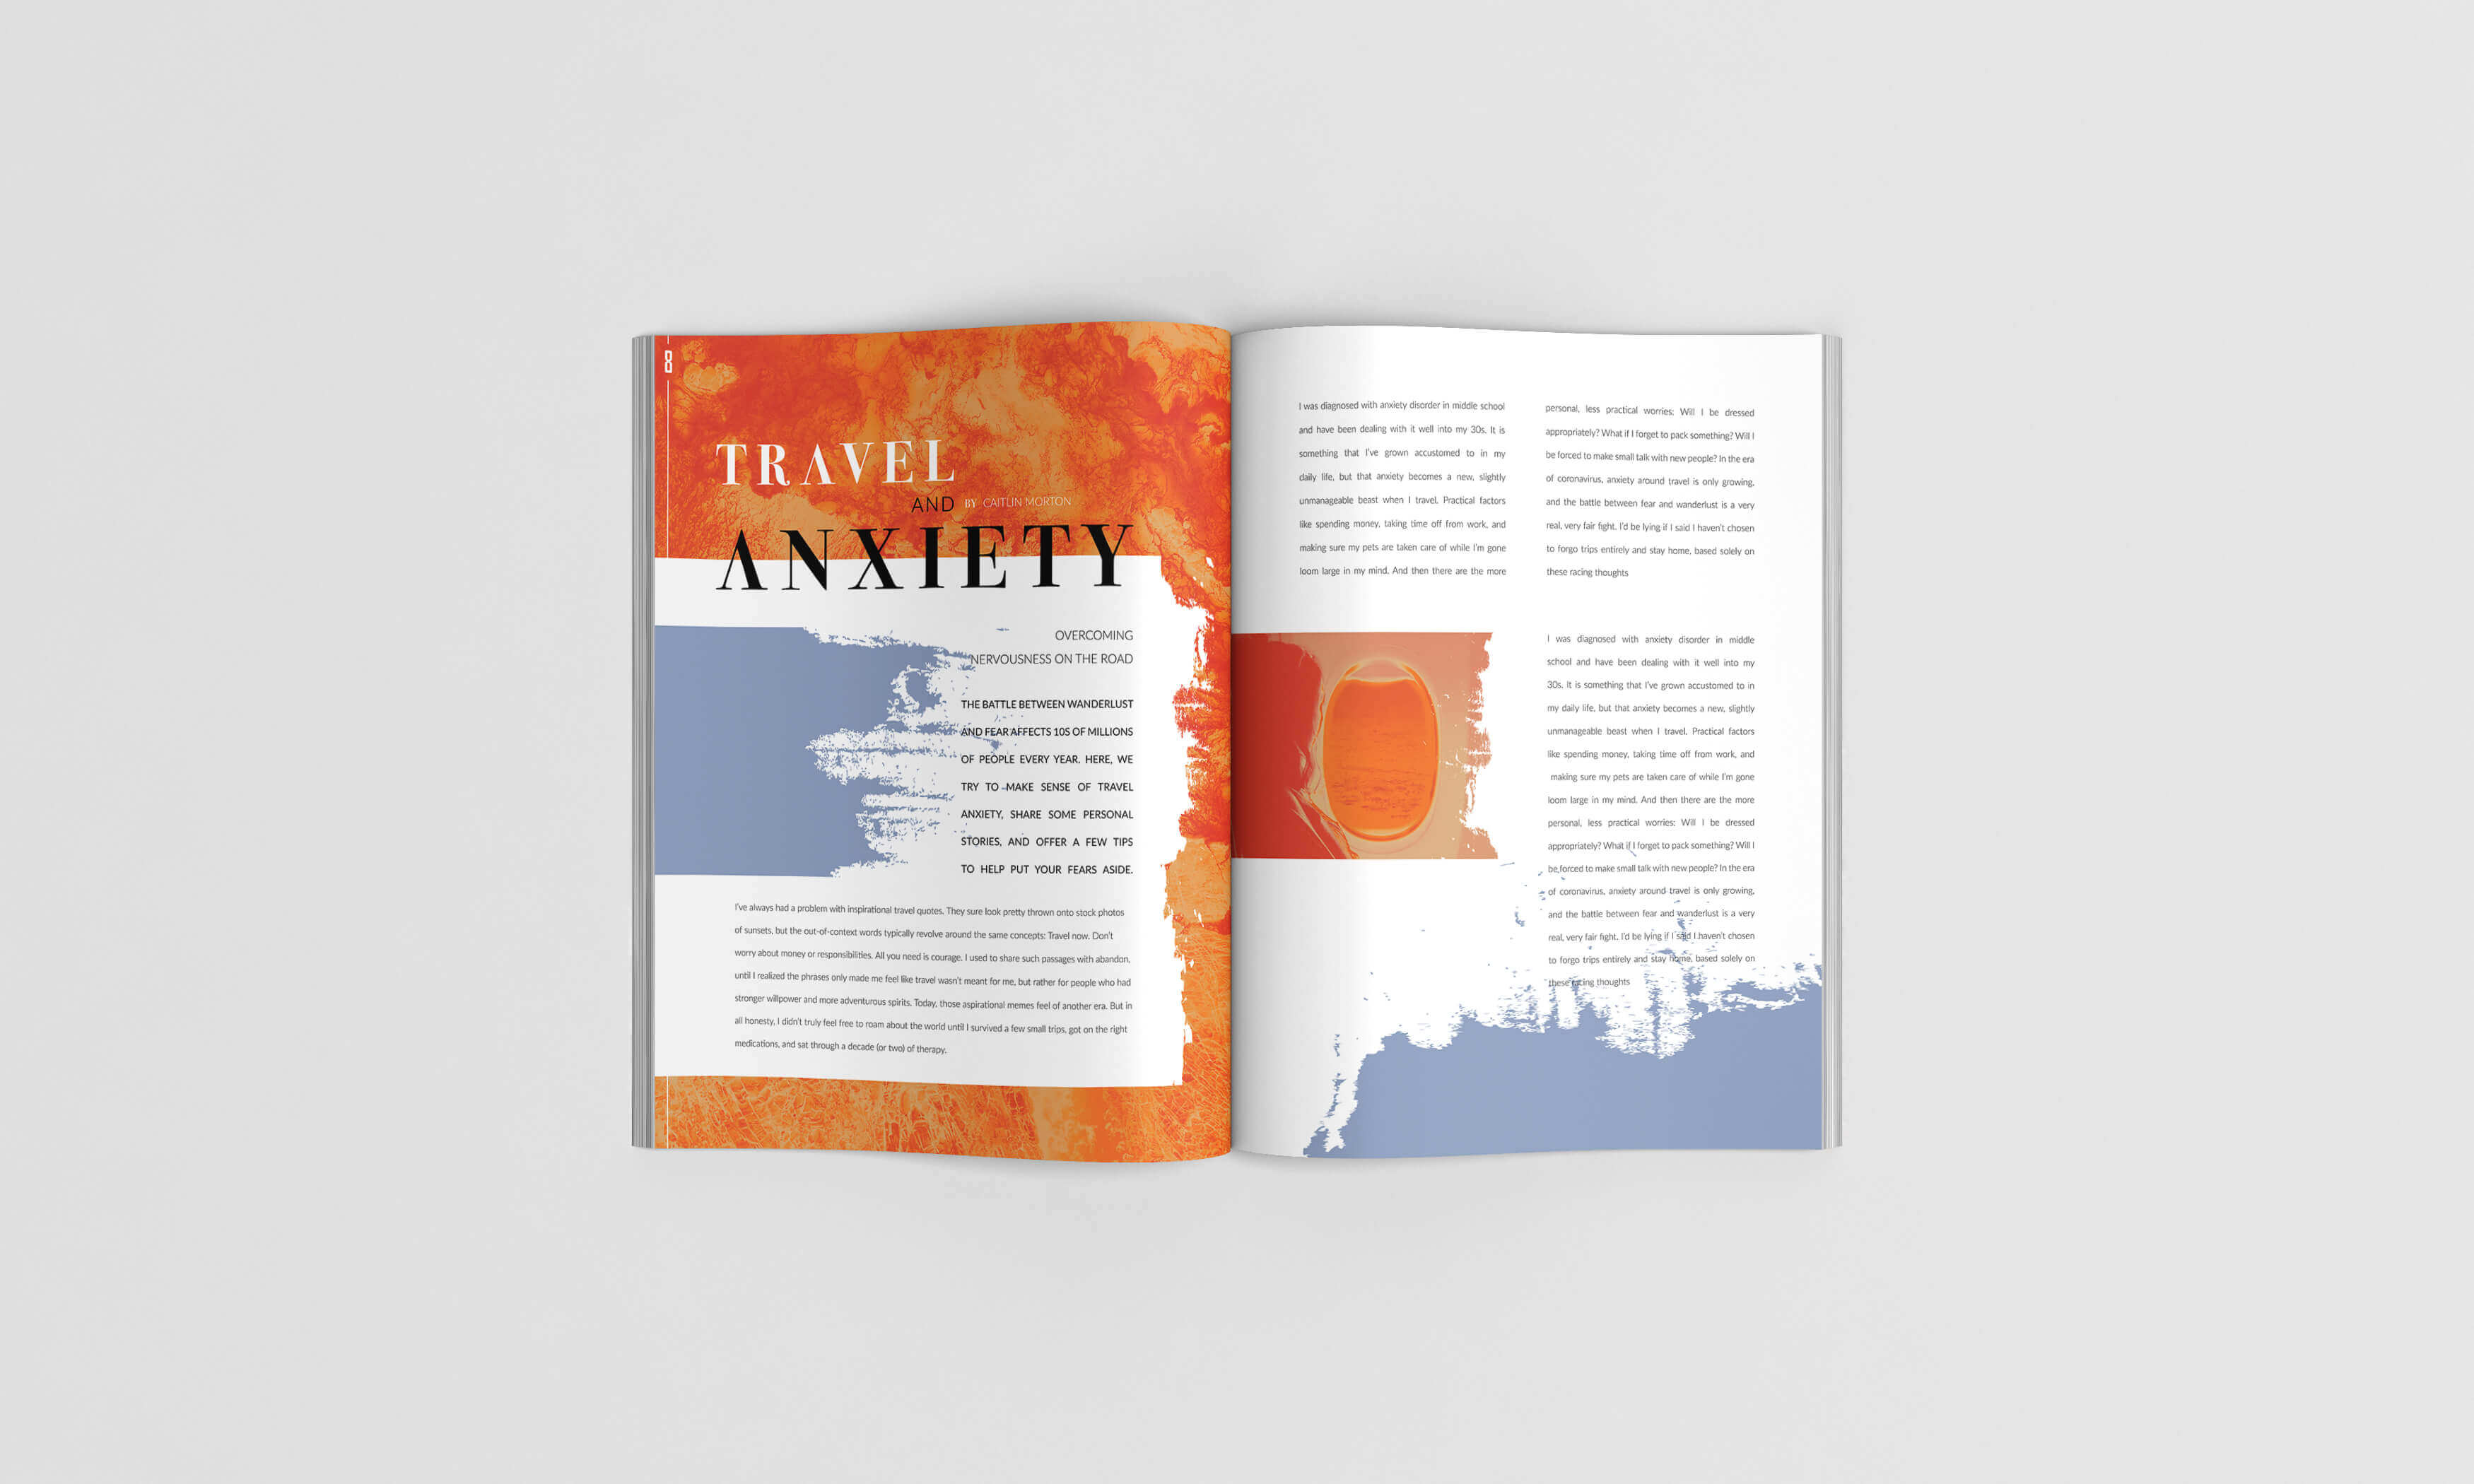 8
TRAVEL
AND BY CAITLIN MORTON
ANXIETY
OVERCOMING
NERVOUSNESS ON THE ROAD
THE BATTLE BETWEEN WANDERLUST
AND FEAR AFFECTS 10S OF MILLIONS
OF PEOPLE EVERY YEAR. HERE, WE
TRY TO MAKE SENSE OF TRAVEL
ANXIETY, SHARE SOME PERSONAL
STORIES, AND OFFER A FEW TIPS
TO HELP PUT YOUR FEARS ASIDE.
I've always had a problem with inspirational travel quotes. They sure look pretty thrown onto stock photos
of sunsets, but the out-of-context words typically revolve around the same concepts: Travel now. Don't
worry about money or responsibilities. All you need is courage. I used to share such passages with abandon,
until I realized the phrases only made me feel like travel wasn't meant for me, but rather for people who had
stronger willpower and more adventurous spirits. Today, those aspirational memes feel of another era. But in
all honesty, I didn't truly feel free to roam about the world until I survived a few small trips, got on the right
medications, and sat through a decade (or two) of therapy.
I was diagnosed with anxiety disorder in middle school
and have been dealing with it well into my 30s. It is
something that I've grown accustomed to in my
daily life, but that anxiety becomes a new, slightly
unmanageable beast when I travel. Practical factors
like spending money, taking time off from work, and
making sure my pets are taken care of while I'm gone
loom large in my mind. And then there are the more
personal, less practical worries: Will I be dressed
appropriately? What if I forget to pack something? Will I
be forced to make small talk with new people? In the era
of coronavirus, anxiety around travel is only growing,
and the battle between fear and wanderlust is a very
real, very fair fight. I'd be lying if I said I haven't chosen
to forgo trips entirely and stay home, based solely on
these racing thoughts
I was diagnosed with anxiety disorder in middle
school and have been dealing with it well into my
30s. It is something that I've grown accustomed to in
my daily life, but that anxiety becomes a new, slightly
unmanageable beast when I travel. Practical factors
like spending money, taking time off from work, and
making sure my pets are taken care of while I'm gone
loom large in my mind. And then there are the more
personal, less practical worries: Will I be dressed
appropriately? What if I forget to pack something? Will I
be forced to make small talk with new people? In the era
of coronavirus, anxiety around travel is only growing,
and the battle between fear and wanderlust is a very
real, very fair fight. I'd be lying if I said I haven't chosen
to forgo trips entirely and stay home, based solely on
these racing thoughts